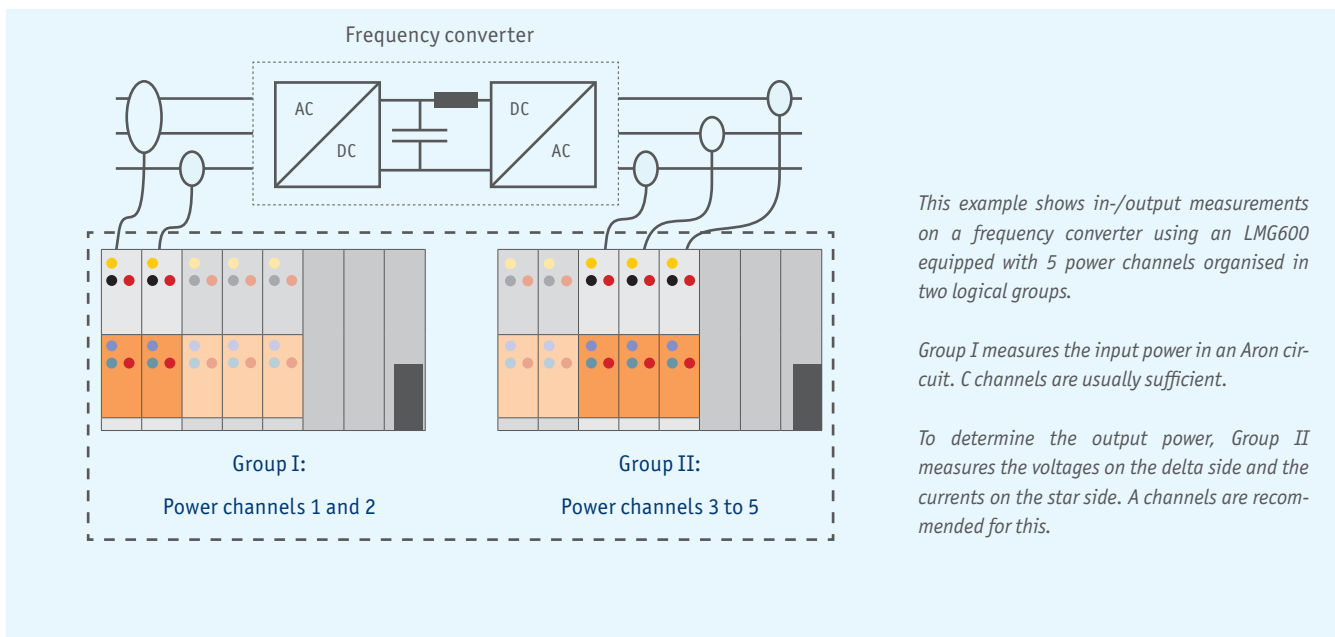 Frequency converter
AC
DC
DC
AC
This example shows in-/output measurements
on a frequency converter using an LMG600
equipped with 5 power channels organised in
two logical groups.
Group I measures the input power in an Aron cir-
cuit. C channels are usually sufficient.
To determine the output power, Group II
measures the voltages on the delta side and the
currents on the star side. A channels are recom-
mended for this.
Group I:
Power channels 1 and 2
Group II:
Power channels 3 to 5